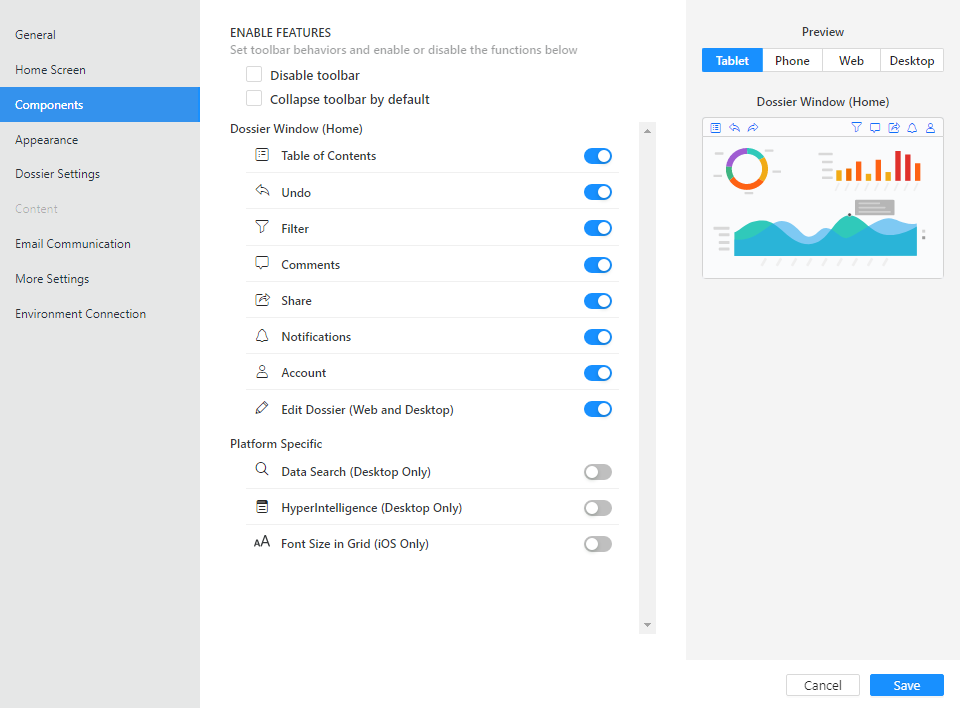 General
Home Screen
Components
Appearance
Dossier Settings
Content
Email Communication
More Settings
Environment Connection
ENABLE FEATURES
Set toolbar behaviors and enable or disable the functions below
Disable toolbar
Collapse toolbar by default
Dossier Window (Home)
Table of Contents
Undo
Filter
Comments
Share
Notifications
Account
Edit Dossier (Web and Desktop)
Platform Specific
Data Search (Desktop Only)
HyperIntelligence (Desktop Only)
AA Font Size in Grid (iOS Only)
Preview
Tablet Phone Web Desktop
Dossier Window (Home)
Cancel Save